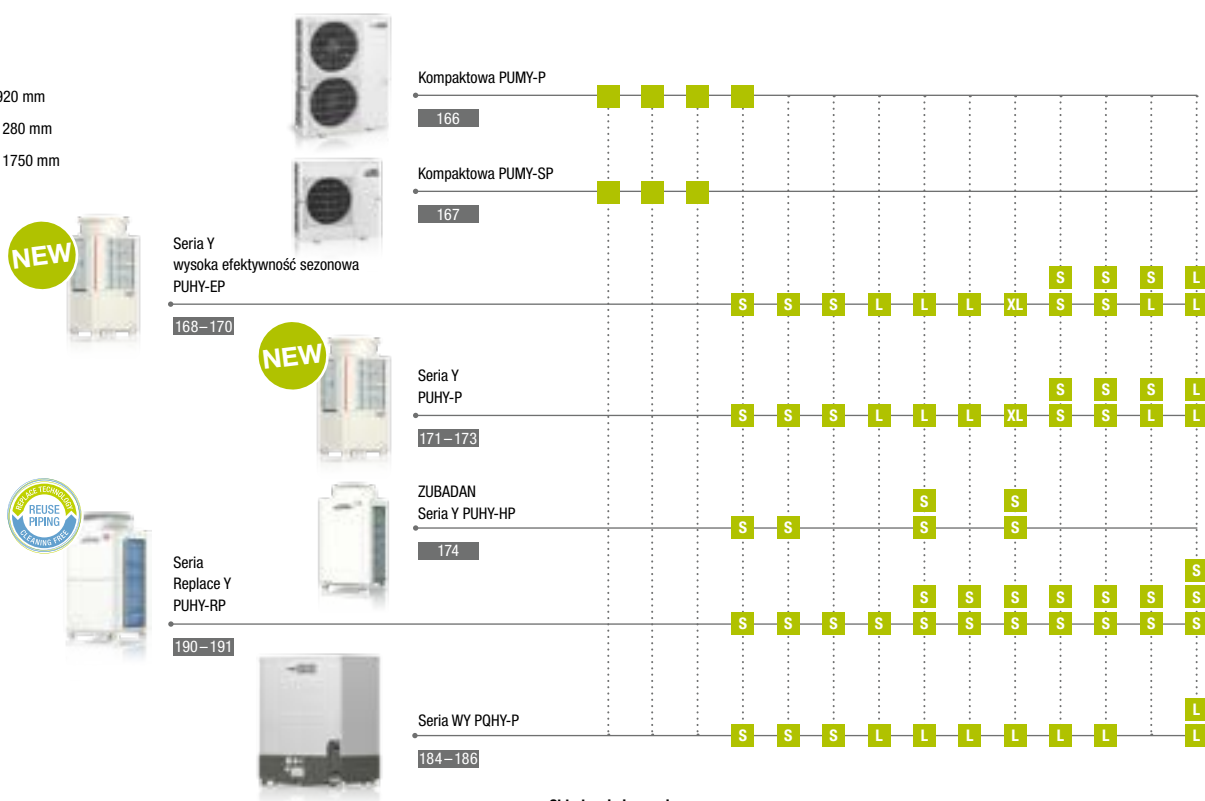 920 mm
280 mm
1750 mm
Kompaktowa PUMY-P
166
Kompaktowa PUMY-SP
167
NEW
Seria Y
wysoka efektywność sezonowa
PUHY-EP
168–170
S S S L
S S S L L L XL S S L L
NEW
Seria Y
PUHY-P
171–173
S S S L
S S S L L L XL S S L L
ZUBADAN
Seria Y PUHY-HP
174
S S
S S S S
REPLACE TECHNOLOGY
REUSE
PIPING
CLEANING FREE
Seria
Replace Y
PUHY-RP
190–191
S
S S S S S S S
S S S S S S S S S S S
Seria WY PQHY-P
184–186
L
S S S L L L L L L L